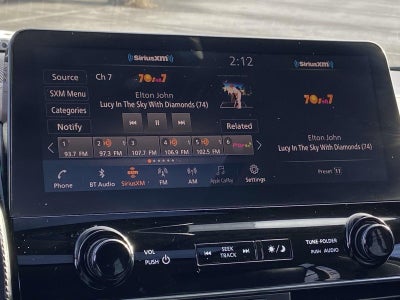 SiriusXM
2:12
SiriusXM
Source
Ch 7
70s on 7
SXM Menu
Elton John
Lucy In The Sky With Diamonds (74)
Categories
Notify
Related
70s on 7
Elton John
Lucy In The Sky With Diamonds (74)
Preset 11
1
2
3
4
5
6
93.7 FM
97.3 FM
107.7 FM
106.9 FM
102.5 FM
Phone
BT Audio
SiriusXM
FM
AM
Apple CarPlay
Settings
VOL
PUSH
SEEK
TRACK
TUNE·FOLDER
PUSH AUDIO